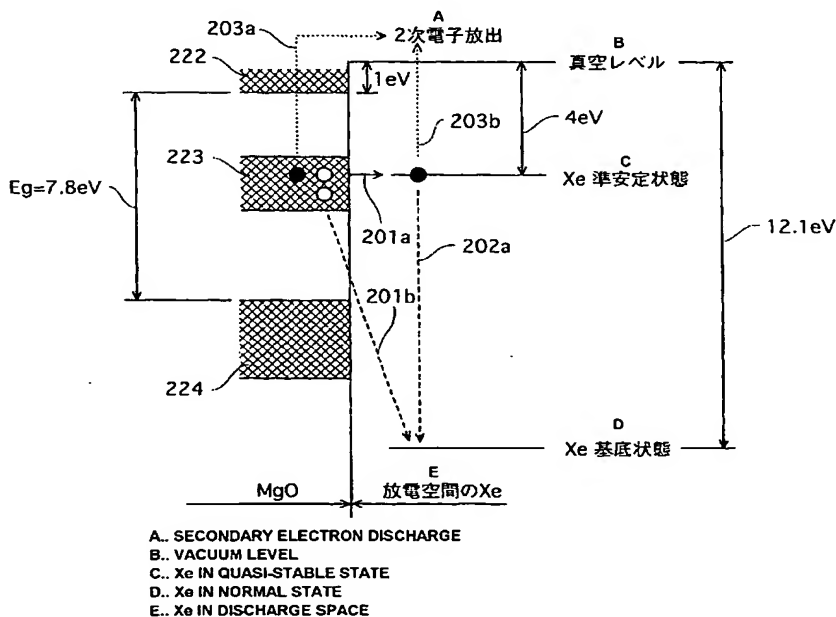 A
203a
2次電子放出
B
222
真空レベル
1eV
203b
4eV
223
C
Eg=7.8eV
Xe 準安定状態
201a
12.1eV
202a
201b
224
D
Xe 基底状態
E
MgO
放電空間のXe
A.. SECONDARY ELECTRON DISCHARGE
B.. VACUUM LEVEL
C.. Xe IN QUASI-STABLE STATE
D.. Xe IN NORMAL STATE
E.. Xe IN DISCHARGE SPACE